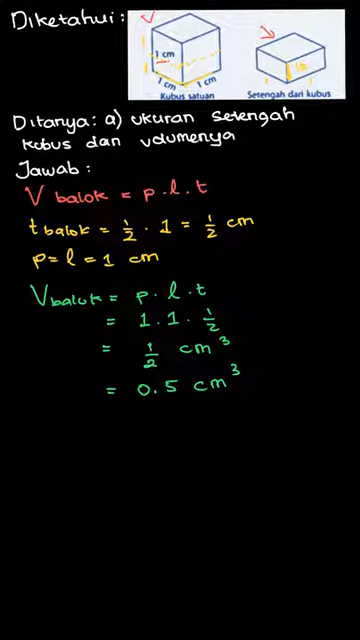 Diketahui:
1 cm
1 cm
1 cm
Kubus satuan
1/2
Setengah dari kubus
Ditanya: a) ukuran setengah
kubus dan volumenya
Jawab:
V balok = p . l . t
t balok = 1/2 . 1 = 1/2 cm
p = l = 1 cm
V balok = p . l . t
= 1 . 1 . 1/2
= 1/2 cm³
= 0.5 cm³